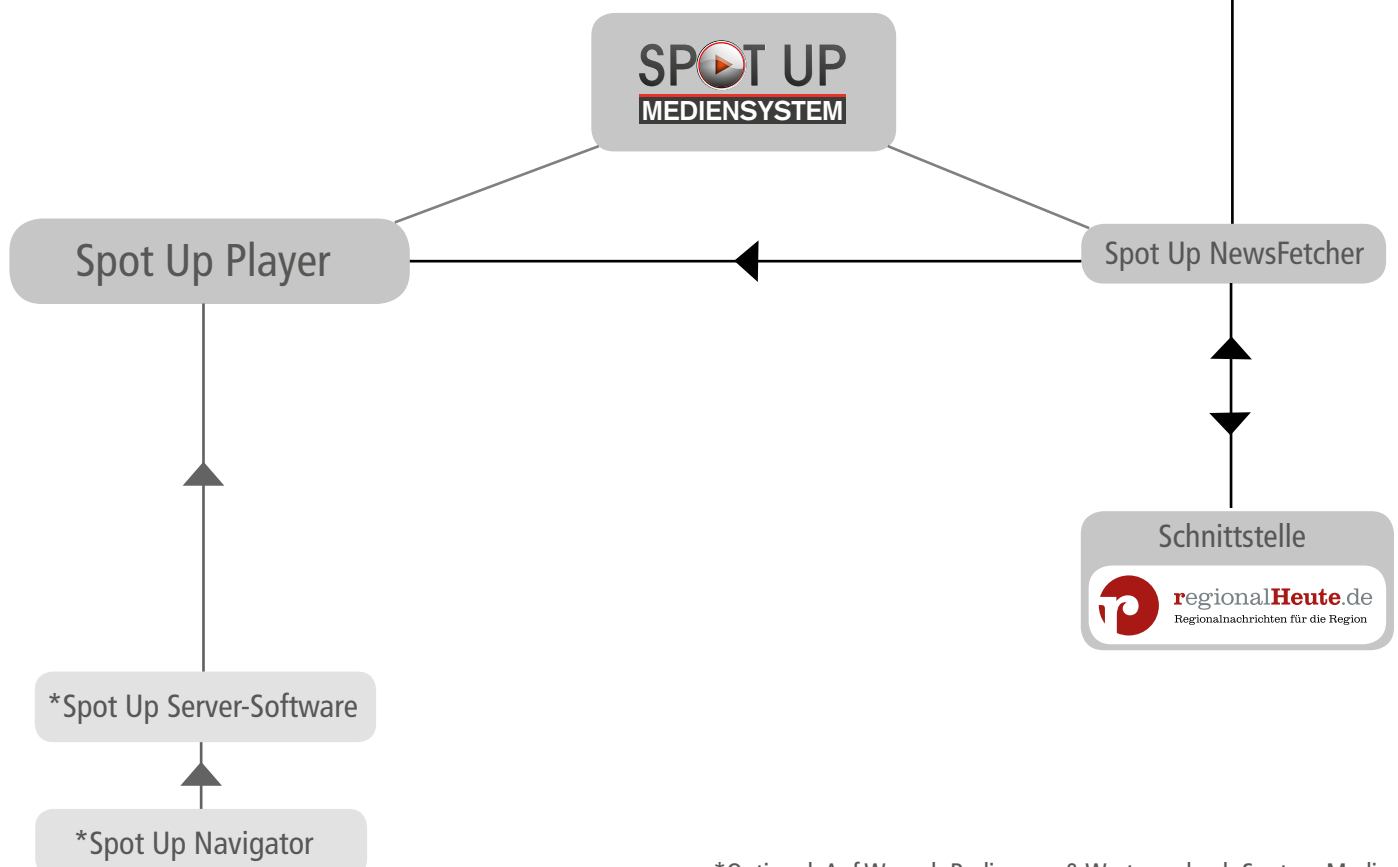 SPOT UP
MEDIENSYSTEM
Spot Up Player
Spot Up NewsFetcher
Schnittstelle
regionalHeute.de
Regionalnachrichten für die Region
*Spot Up Server-Software
*Spot Up Navigator